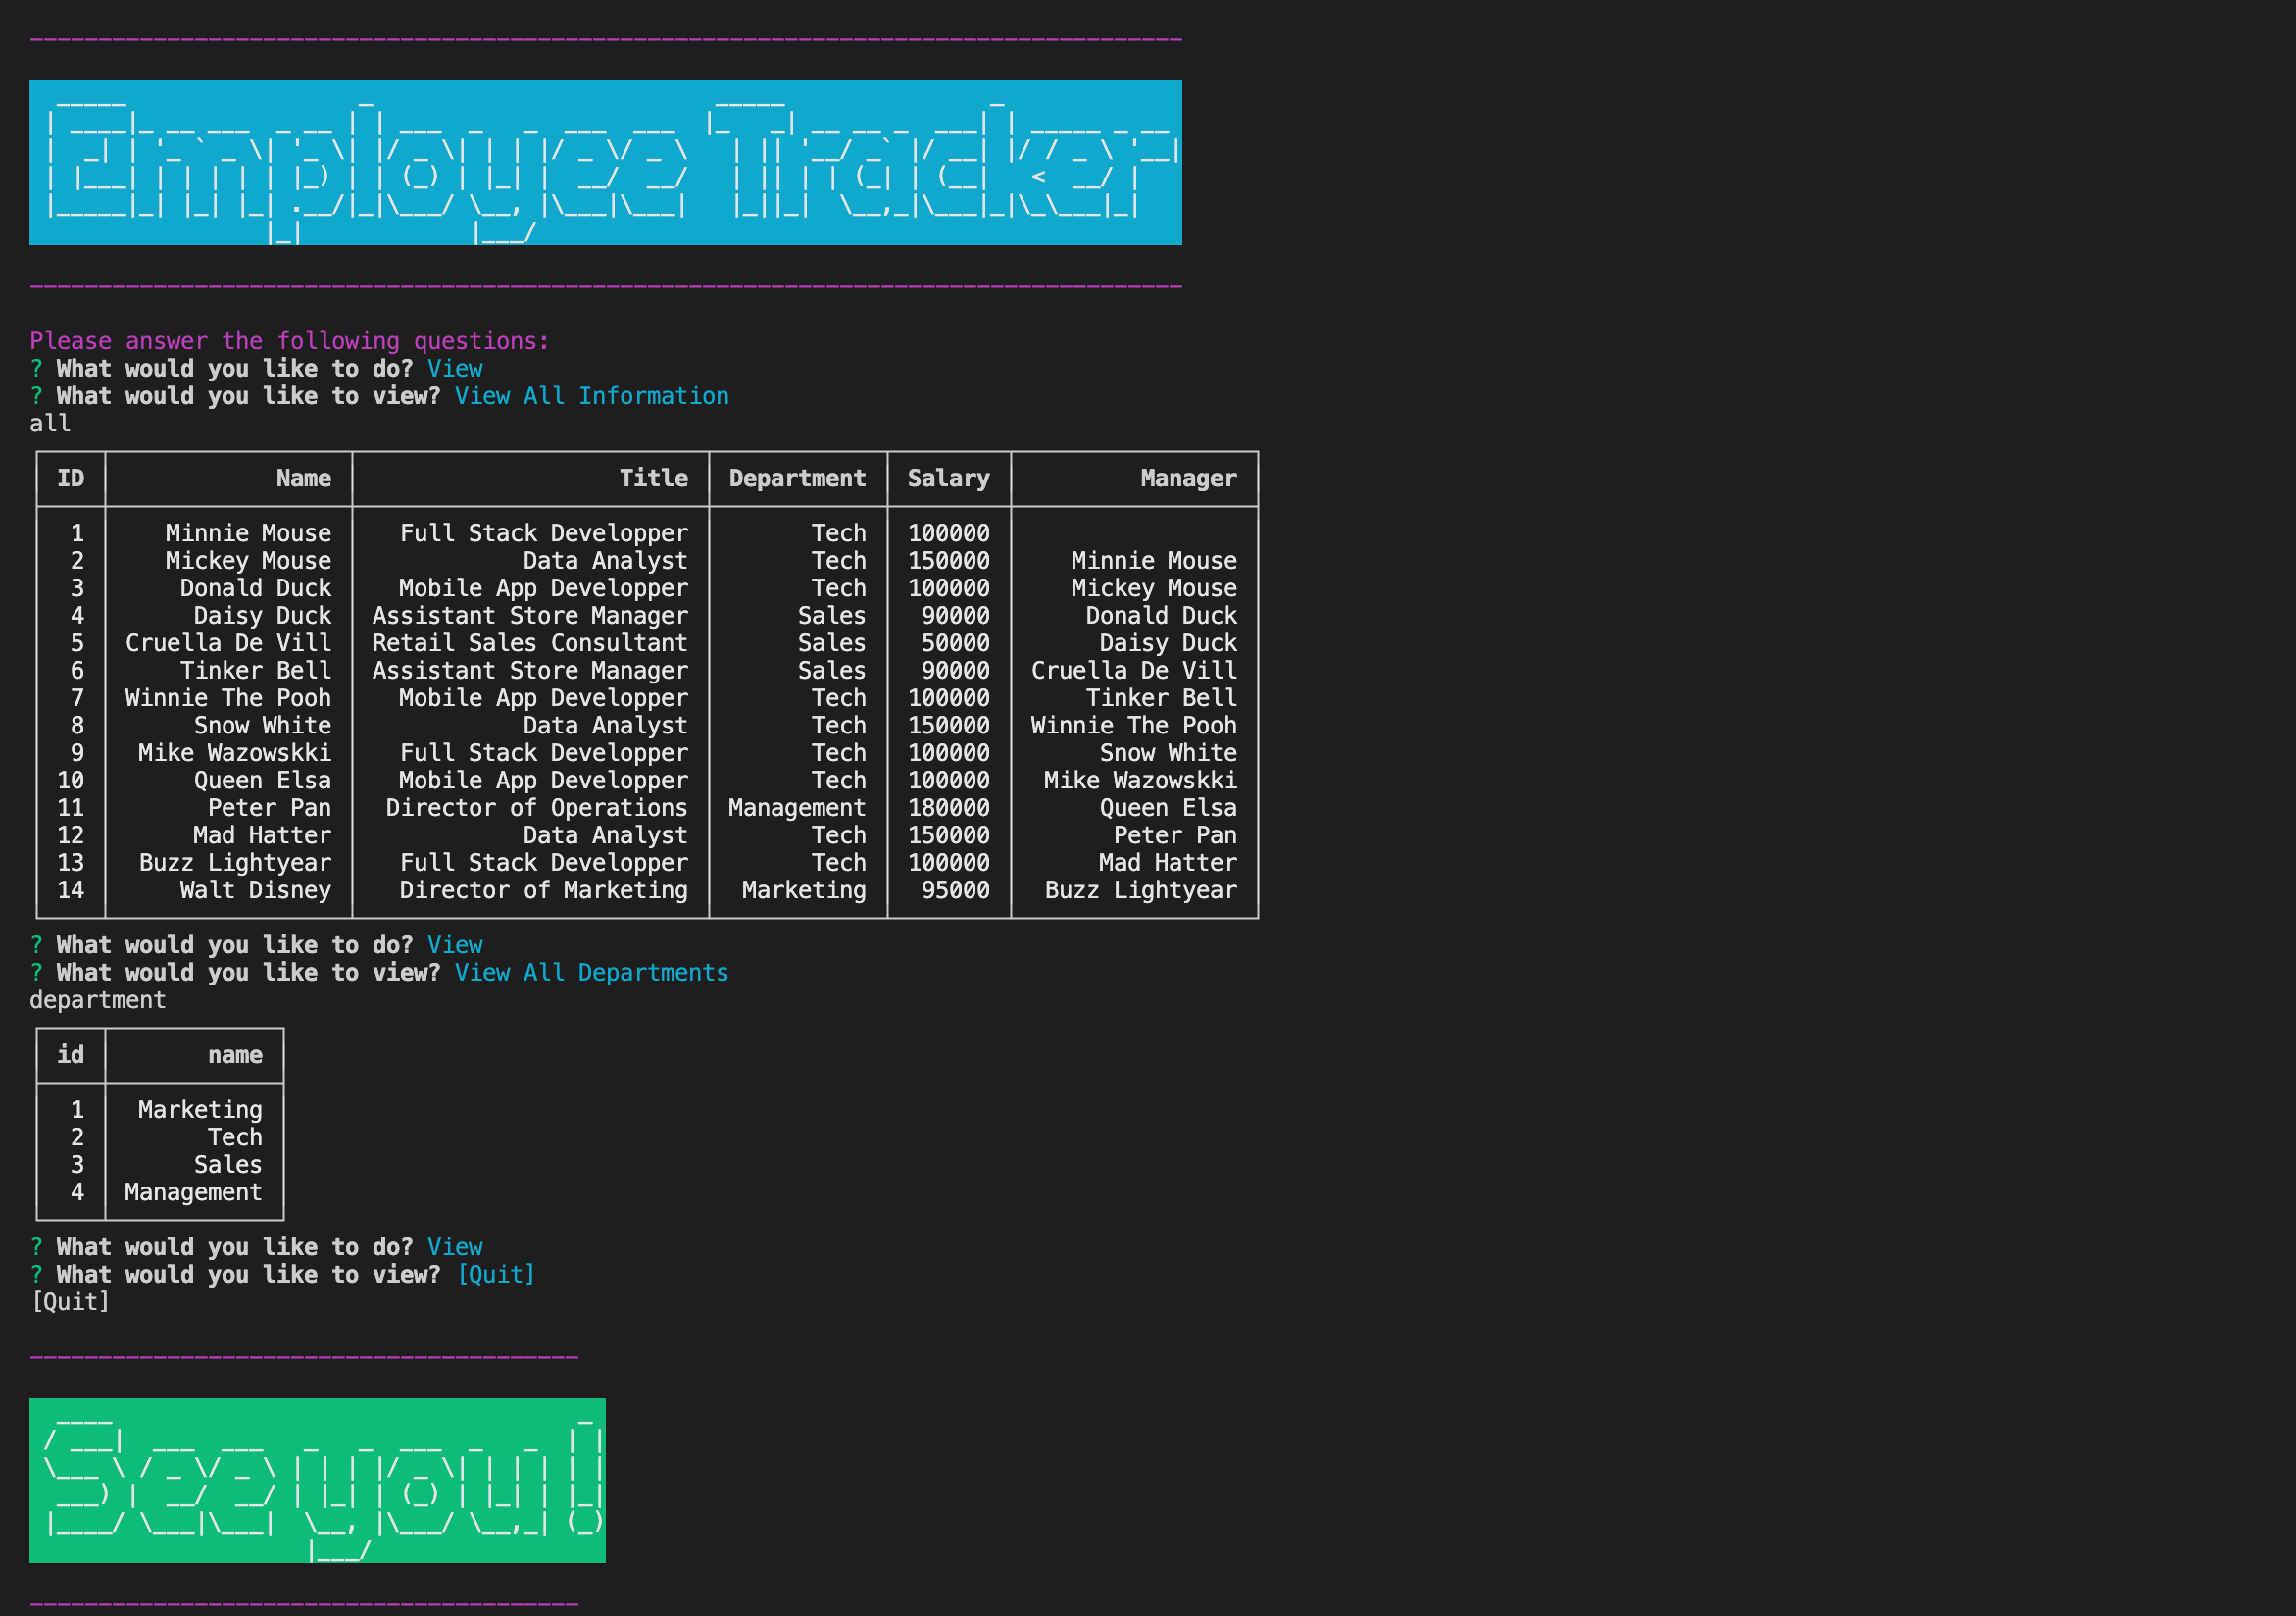 Employee Tracker
Please answer the following questions:
? What would you like to do? View
? What would you like to view? View All Information
all
ID Name Title Department Salary Manager
1 Minnie Mouse Full Stack Developper Tech 100000
2 Mickey Mouse Data Analyst Tech 150000 Minnie Mouse
3 Donald Duck Mobile App Developper Tech 100000 Mickey Mouse
4 Daisy Duck Assistant Store Manager Sales 90000 Donald Duck
5 Cruella De Vill Retail Sales Consultant Sales 50000 Daisy Duck
6 Tinker Bell Assistant Store Manager Sales 90000 Cruella De Vill
7 Winnie The Pooh Mobile App Developper Tech 100000 Tinker Bell
8 Snow White Data Analyst Tech 150000 Winnie The Pooh
9 Mike Wazowskki Full Stack Developper Tech 100000 Snow White
10 Queen Elsa Mobile App Developper Tech 100000 Mike Wazowskki
11 Peter Pan Director of Operations Management 180000 Queen Elsa
12 Mad Hatter Data Analyst Tech 150000 Peter Pan
13 Buzz Lightyear Full Stack Developper Tech 100000 Mad Hatter
14 Walt Disney Director of Marketing Marketing 95000 Buzz Lightyear
? What would you like to do? View
? What would you like to view? View All Departments
department
id name
1 Marketing
2 Tech
3 Sales
4 Management
? What would you like to do? View
? What would you like to view? [Quit]
[Quit]
See you!